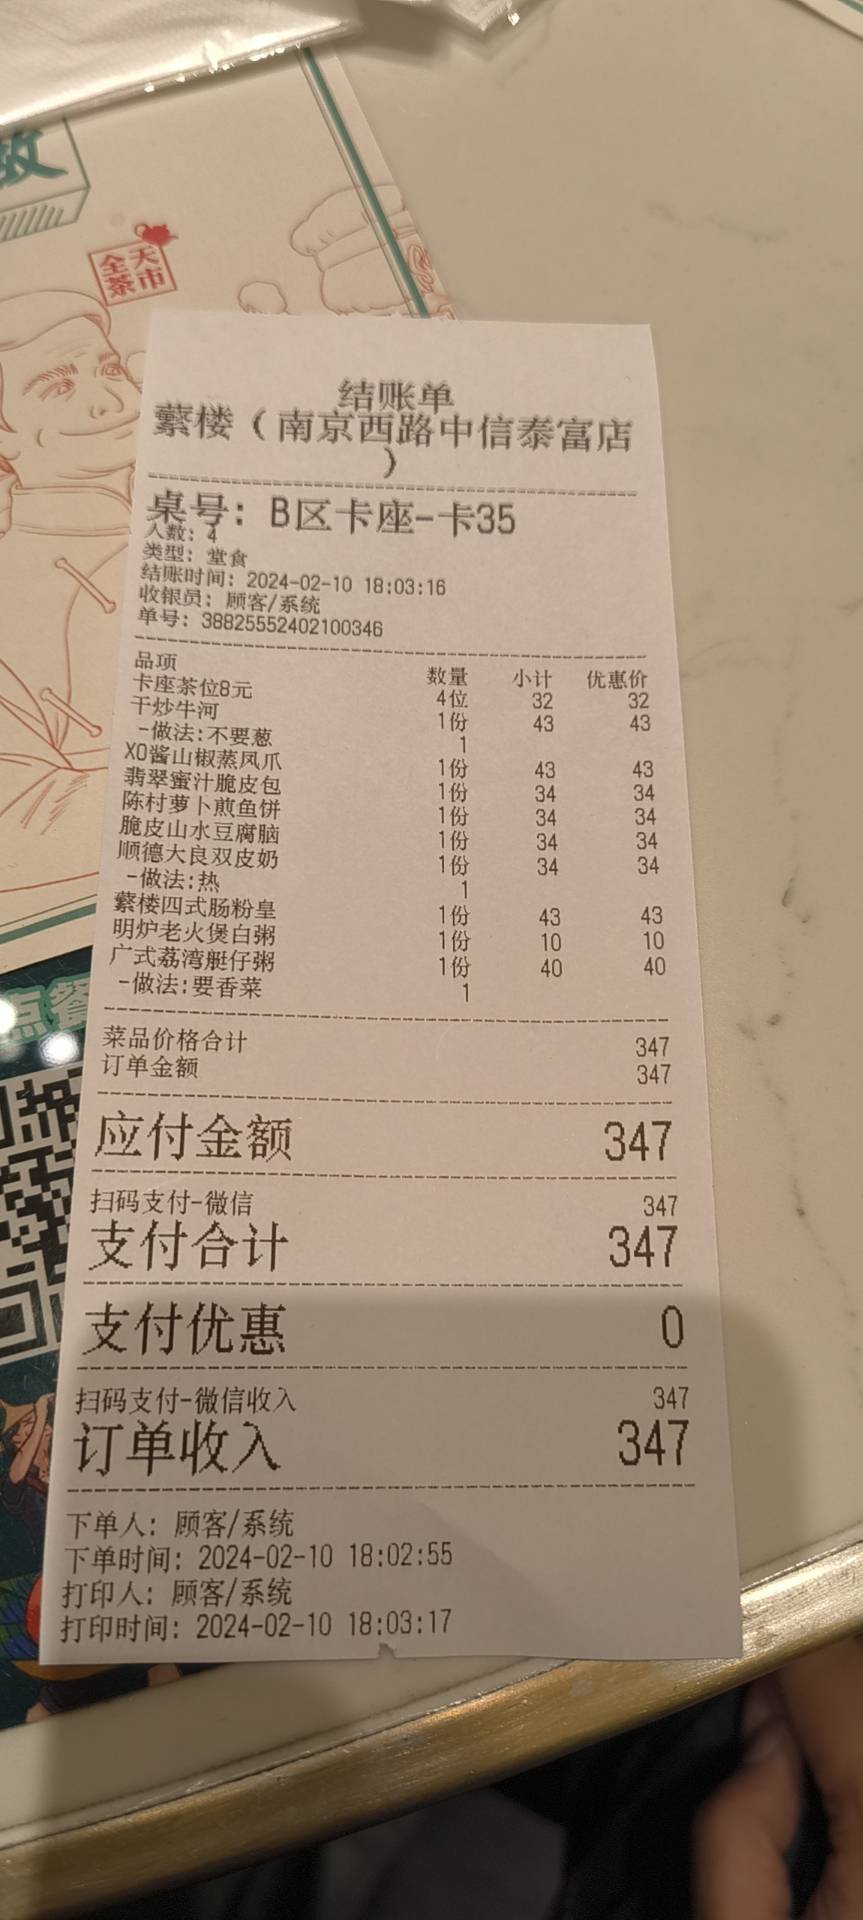 全天
茶市
结账单
蘩楼（南京西路中信泰富店
）
桌号：B区卡座-卡35
人数：4
类型：堂食
结账时间：2024-02-10 18:03:16
收银员：顾客/系统
单号：38825552402100346
品项 数量 小计 优惠价
卡座茶位8元 4位 32 32
干炒牛河 1份 43 43
-做法:不要葱 1
XO酱山椒蒸凤爪 1份 43 43
翡翠蜜汁脆皮包 1份 34 34
陈村萝卜煎鱼饼 1份 34 34
脆皮山水豆腐脑 1份 34 34
顺德大良双皮奶 1份 34 34
-做法:热 1
蘩楼四式肠粉皇 1份 43 43
明炉老火煲白粥 1份 10 10
广式荔湾艇仔粥 1份 40 40
-做法:要香菜 1
菜品价格合计 347
订单金额 347
应付金额 347
扫码支付-微信 347
支付合计 347
支付优惠 0
扫码支付-微信收入 347
订单收入 347
下单人：顾客/系统
下单时间：2024-02-10 18:02:55
打印人：顾客/系统
打印时间：2024-02-10 18:03:17
点餐